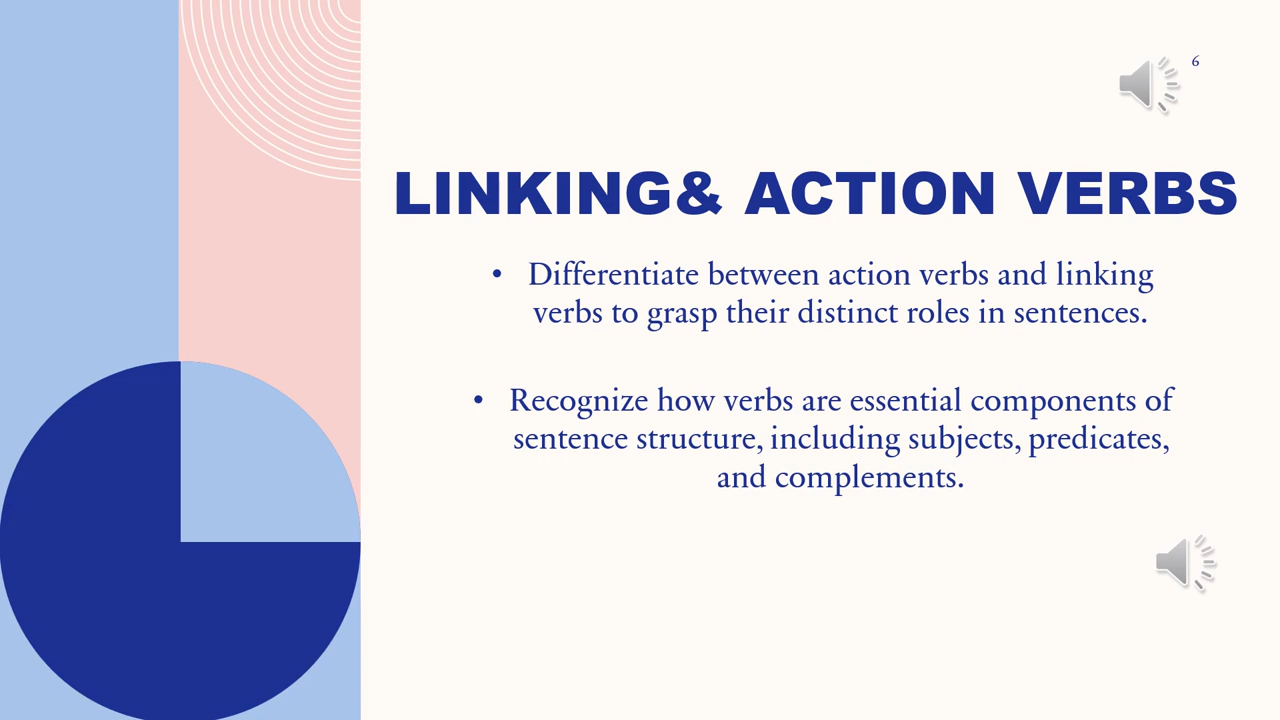 6
LINKING& ACTION VERBS
• Differentiate between action verbs and linking
verbs to grasp their distinct roles in sentences.
• Recognize how verbs are essential components of
sentence structure, including subjects, predicates,
and complements.